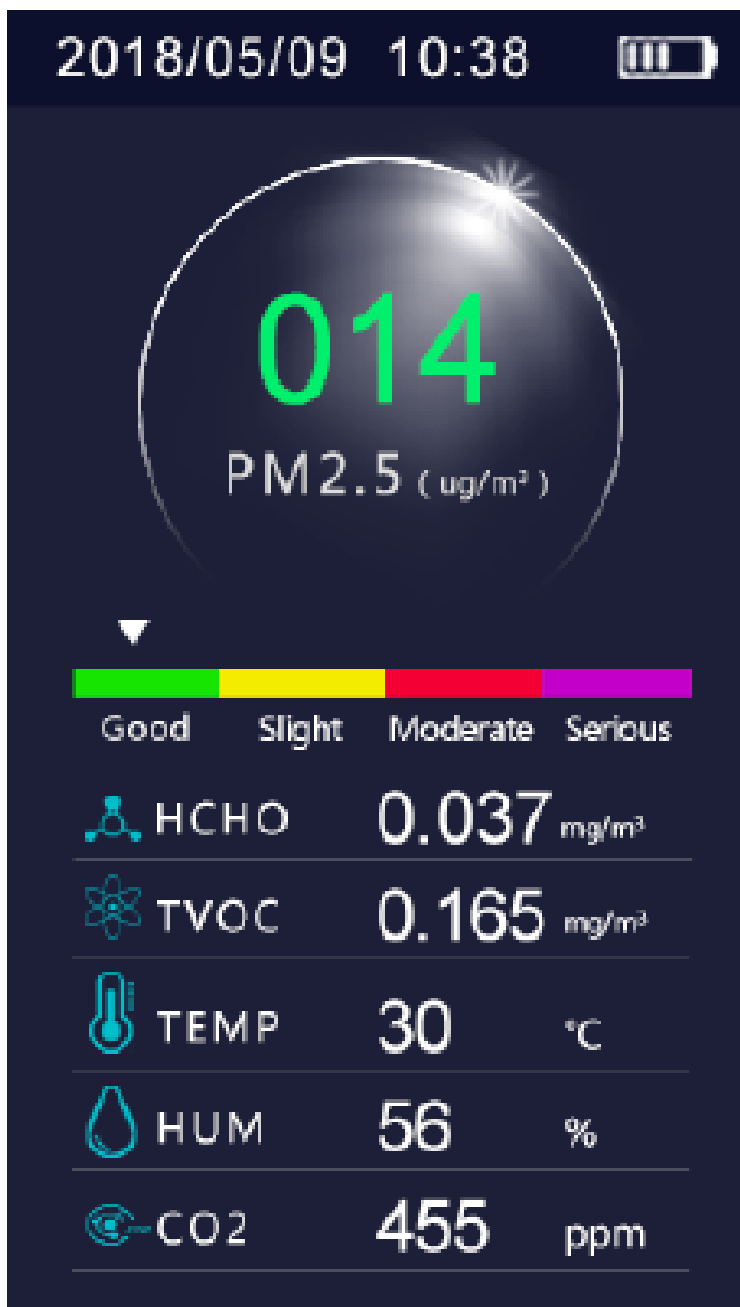 2018/05/09 10:38
014
PM2.5 ( ug/m³ )
Good Slight Moderate Serious
HCHO 0.037 mg/m³
TVOC 0.165 mg/m³
TEMP 30 °C
HUM 56 %
CO2 455 ppm